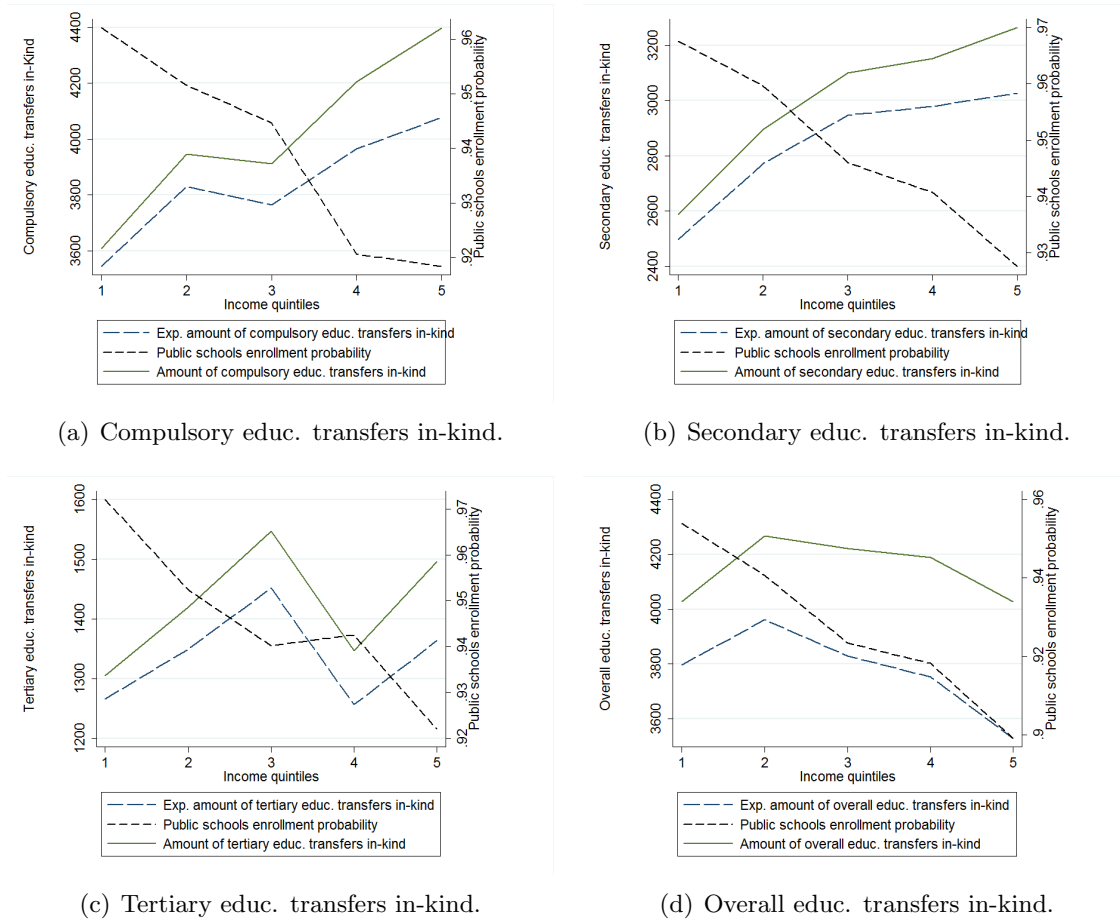 Compulsory educ. transfers in-Kind
3600 3800 4000 4200 4400
.92 .93 .94 .95 .96
Public schools enrollment probability
1 2 3 4 5
Income quintiles
Exp. amount of compulsory educ. transfers in-kind
Public schools enrollment probability
Amount of compulsory educ. transfers in-kind
(a) Compulsory educ. transfers in-kind.
Secondary educ. transfers in-kind
2400 2600 2800 3000 3200
.93 .94 .95 .96 .97
Public schools enrollment probability
1 2 3 4 5
Income quintiles
Exp. amount of secondary educ. transfers in-kind
Public schools enrollment probability
Amount of secondary educ. transfers in-kind
(b) Secondary educ. transfers in-kind.
Tertiary educ. transfers in-kind
1200 1300 1400 1500 1600
.92 .93 .94 .95 .96 .97
Public schools enrollment probability
1 2 3 4 5
Income quintiles
Exp. amount of tertiary educ. transfers in-kind
Public schools enrollment probability
Amount of tertiary educ. transfers in-kind
(c) Tertiary educ. transfers in-kind.
Overall educ. transfers in-kind
3600 3800 4000 4200 4400
.9 .92 .94 .96
Public schools enrollment probability
1 2 3 4 5
Income quintiles
Exp. amount of overall educ. transfers in-kind
Public schools enrollment probability
Amount of overall educ. transfers in-kind
(d) Overall educ. transfers in-kind.